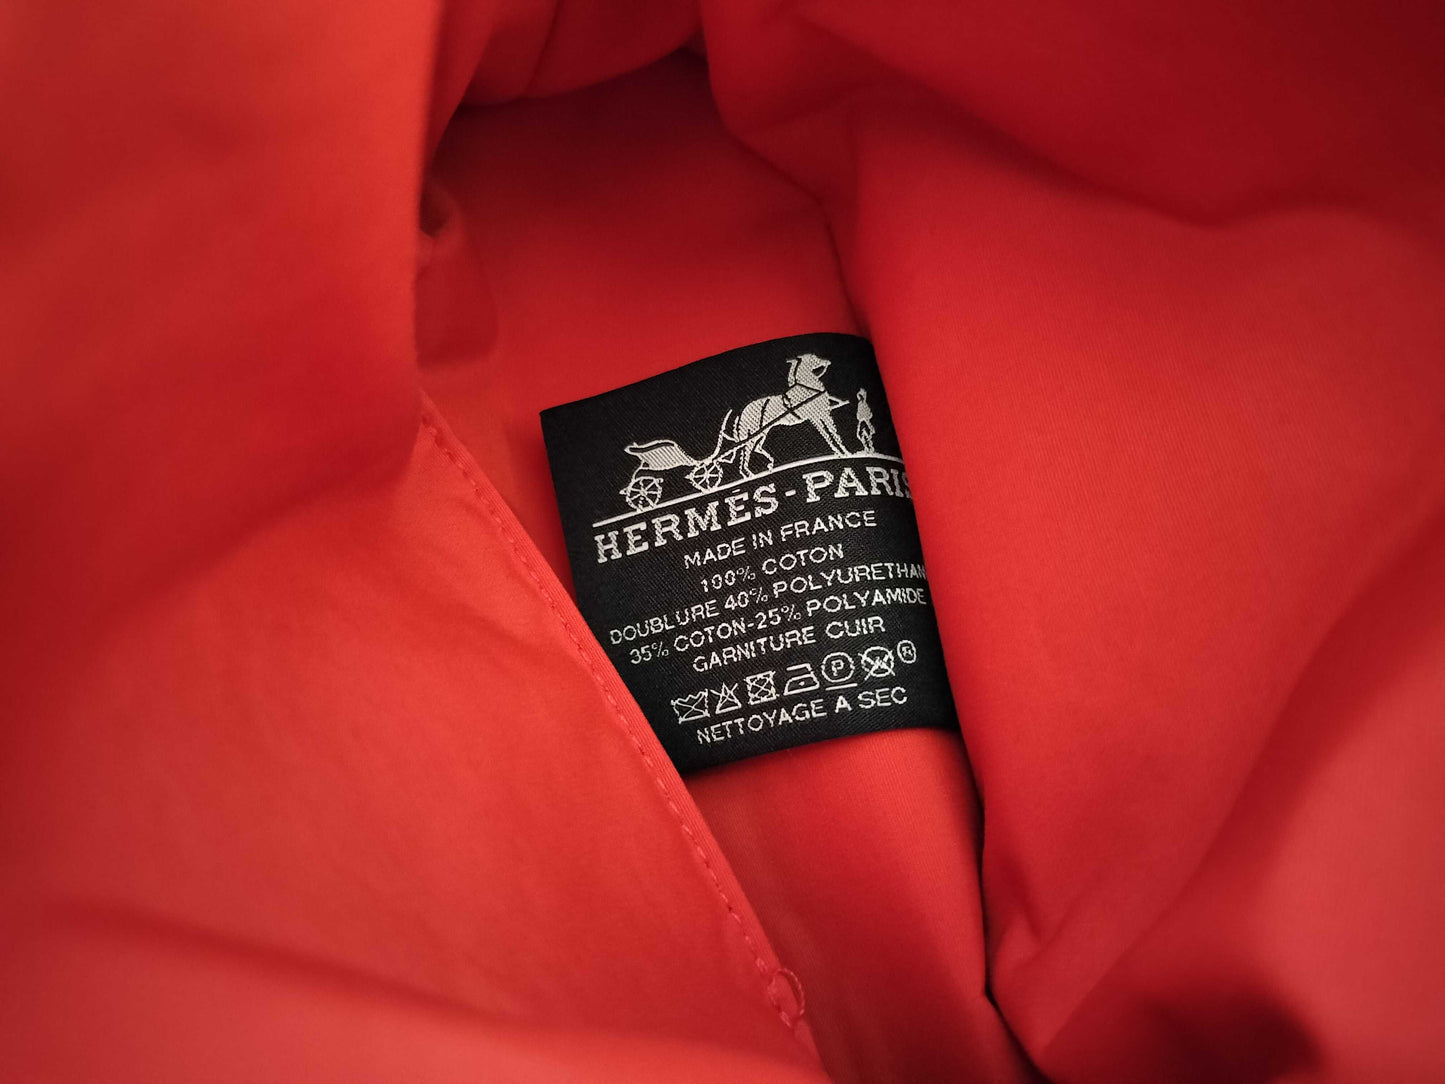 HERMÈS-PARIS
MADE IN FRANCE
100% COTON
DOUBLURE 40% POLYURETHAN
35% COTON-25% POLYAMIDE
GARNITURE CUIR
P W ®
NETTOYAGE A SEC